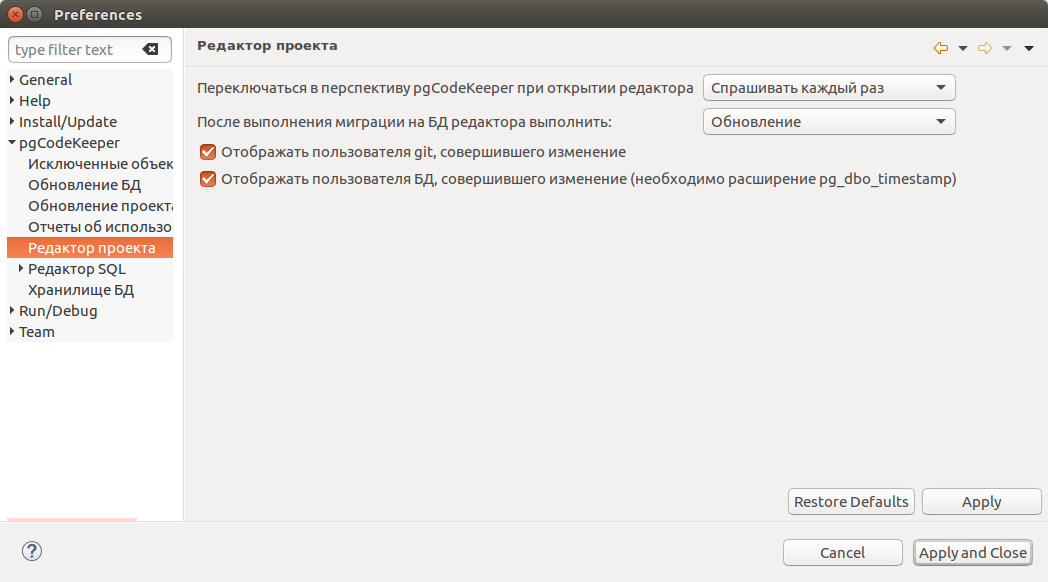 Preferences
type filter text
General
Help
Install/Update
pgCodeKeeper
Исключенные объек
Обновление БД
Обновление проекта
Отчеты об использо
Редактор проекта
Редактор SQL
Хранилище БД
Run/Debug
Team
Редактор проекта
Переключаться в перспективу pgCodeKeeper при открытии редактора Спрашивать каждый раз
После выполнения миграции на БД редактора выполнить: Обновление
Отображать пользователя git, совершившего изменение
Отображать пользователя БД, совершившего изменение (необходимо расширение pg_dbo_timestamp)
Restore Defaults Apply
? Cancel Apply and Close